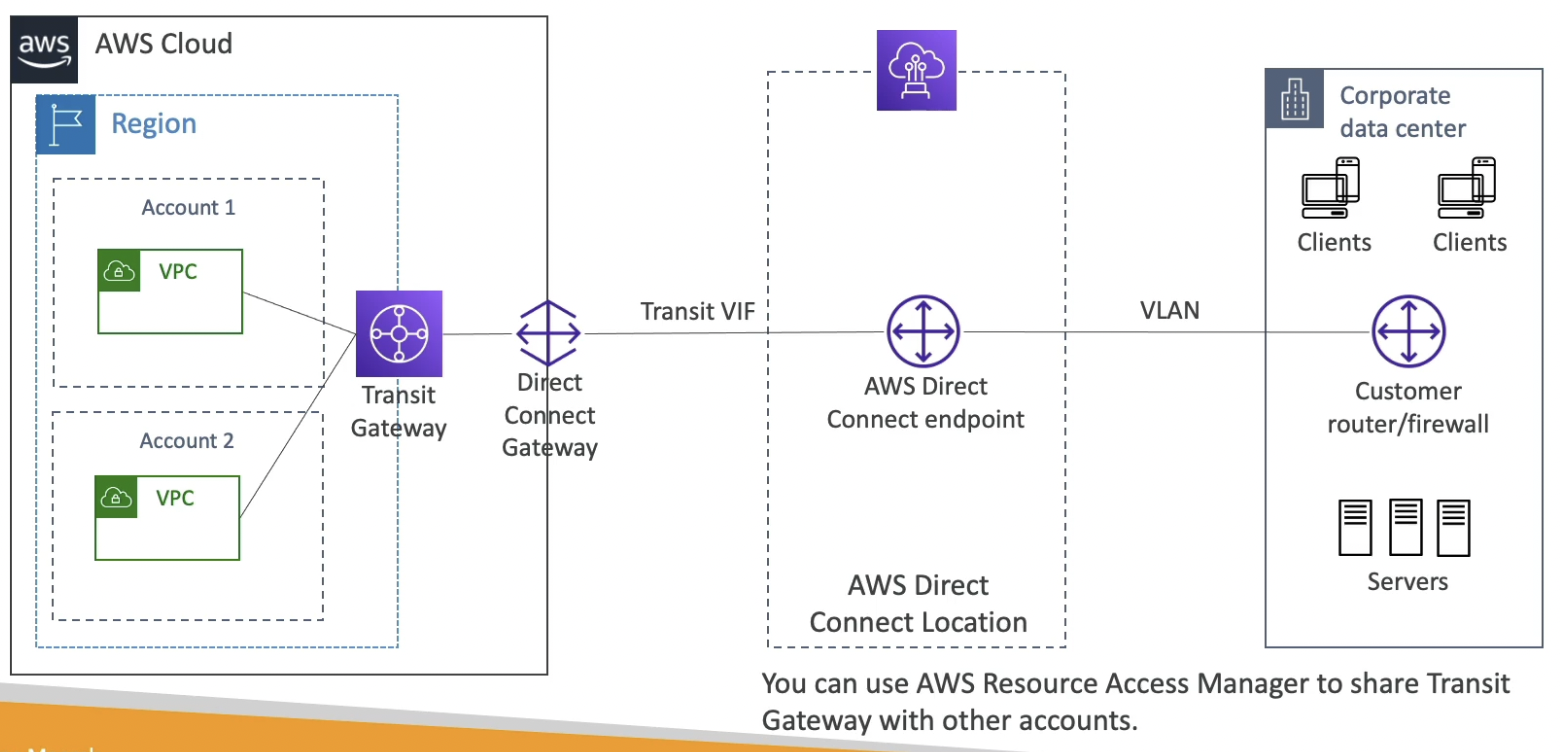 aws
AWS Cloud
Region
Account 1
VPC
Account 2
VPC
Transit
Gateway
Direct
Connect
Gateway
Transit VIF
AWS Direct
Connect endpoint
AWS Direct
Connect Location
VLAN
Corporate
data center
Clients
Clients
Customer
router/firewall
Servers
You can use AWS Resource Access Manager to share Transit
Gateway with other accounts.